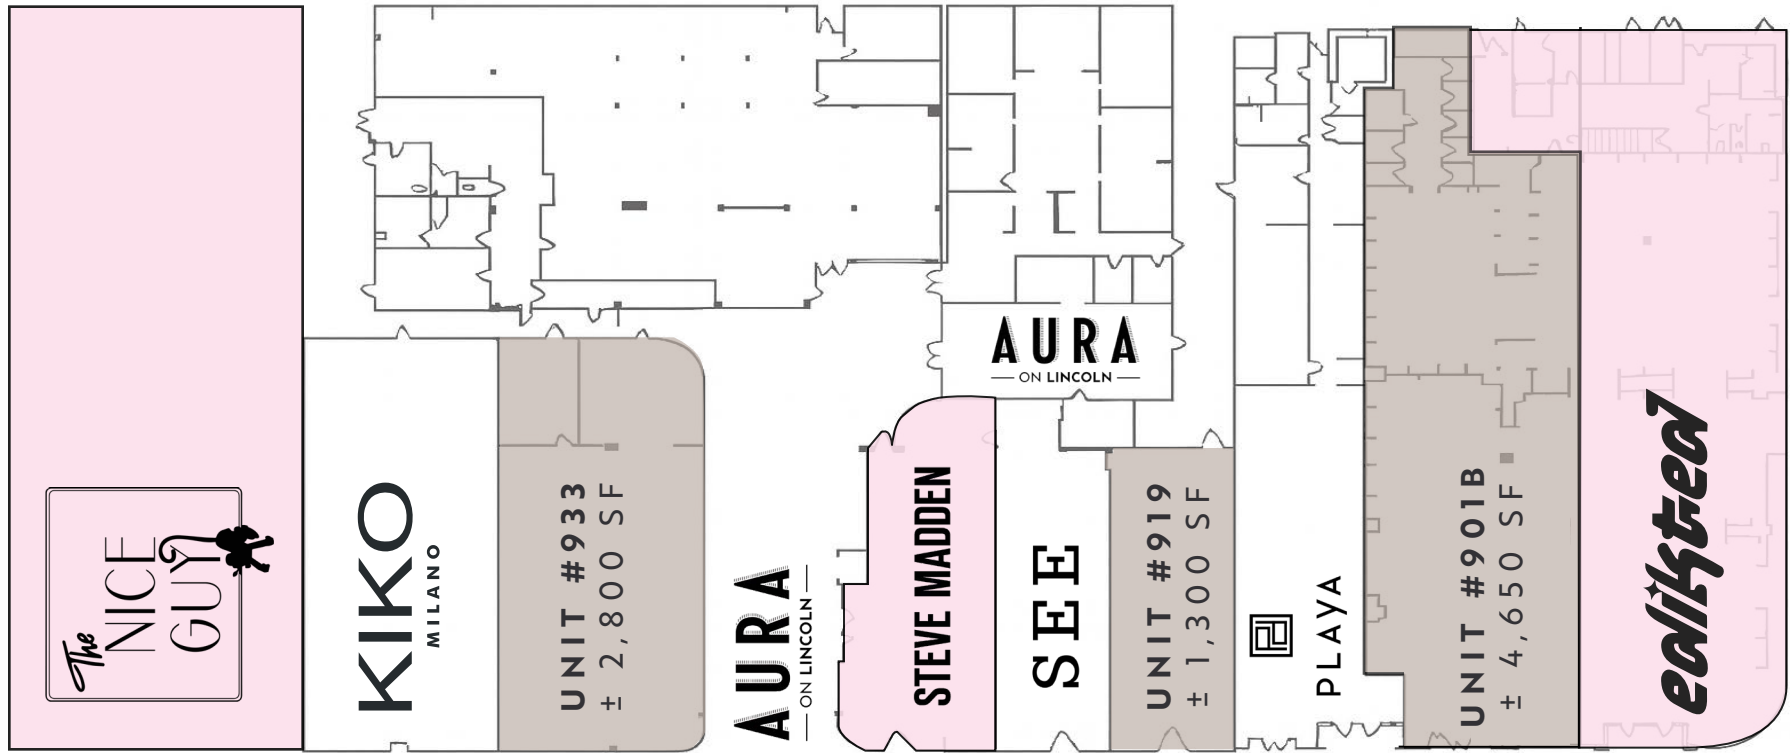 The
NICE
GUY
KIKO
MILANO
UNIT #933
± 2,800 SF
AURA
ON LINCOLN
STEVE MADDEN
AURA
ON LINCOLN
SEE
UNIT #919
± 1,300 SF
PLAYA
UNIT #901B
± 4,650 SF
edikted